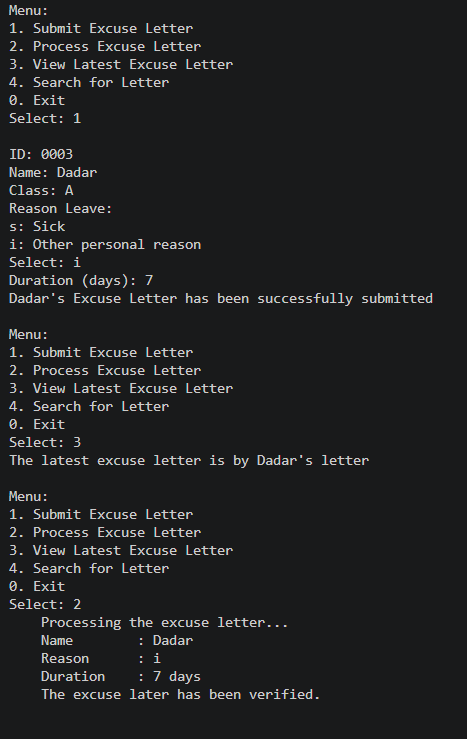 Menu:
1. Submit Excuse Letter
2. Process Excuse Letter
3. View Latest Excuse Letter
4. Search for Letter
0. Exit
Select: 1
ID: 0003
Name: Dadar
Class: A
Reason Leave:
s: Sick
i: Other personal reason
Select: i
Duration (days): 7
Dadar's Excuse Letter has been successfully submitted
Menu:
1. Submit Excuse Letter
2. Process Excuse Letter
3. View Latest Excuse Letter
4. Search for Letter
0. Exit
Select: 3
The latest excuse letter is by Dadar's letter
Menu:
1. Submit Excuse Letter
2. Process Excuse Letter
3. View Latest Excuse Letter
4. Search for Letter
0. Exit
Select: 2
Processing the excuse letter...
Name : Dadar
Reason : i
Duration : 7 days
The excuse later has been verified.